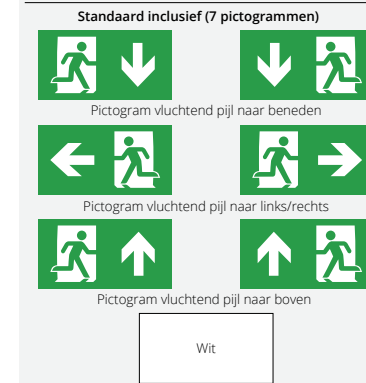 Standaard inclusief (7 pictogrammen)
Pictogram vluchtend pijl naar beneden
Pictogram vluchtend pijl naar links/rechts
Pictogram vluchtend pijl naar boven
Wit